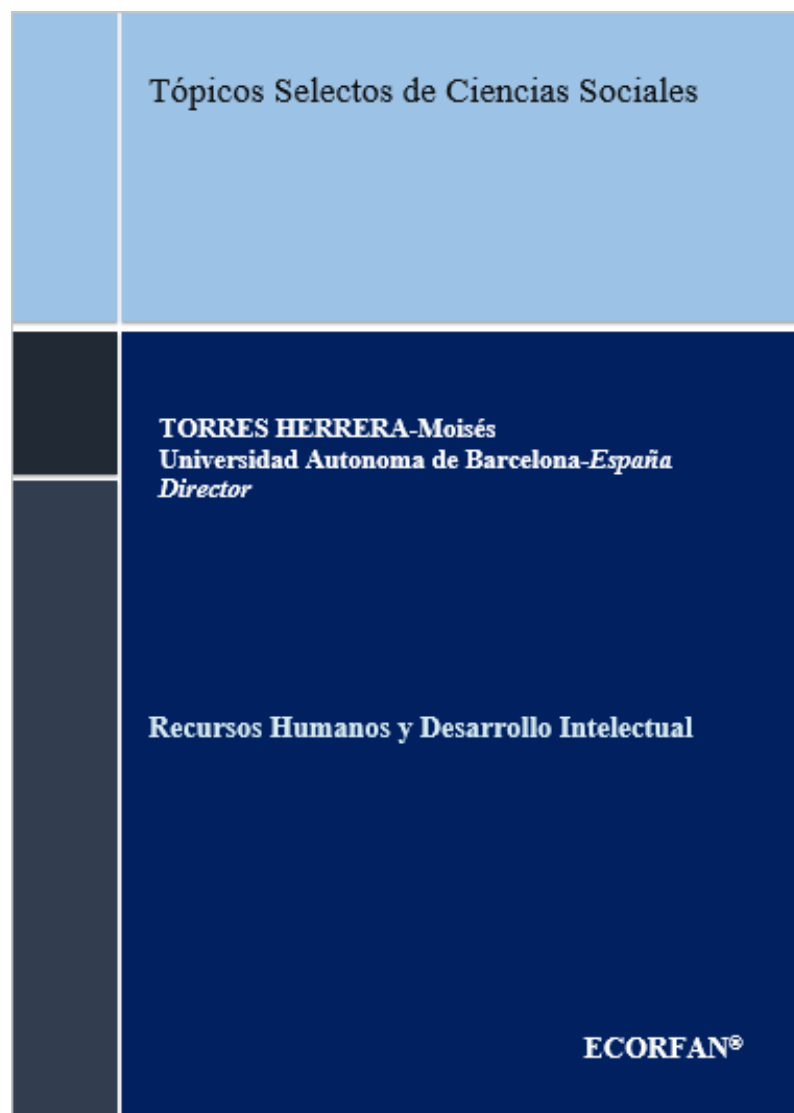 Tópicos Selectos de Ciencias Sociales
TORRES HERRERA-Moisés
Universidad Autonoma de Barcelona-España
Director
Recursos Humanos y Desarrollo Intelectual
ECORFAN®